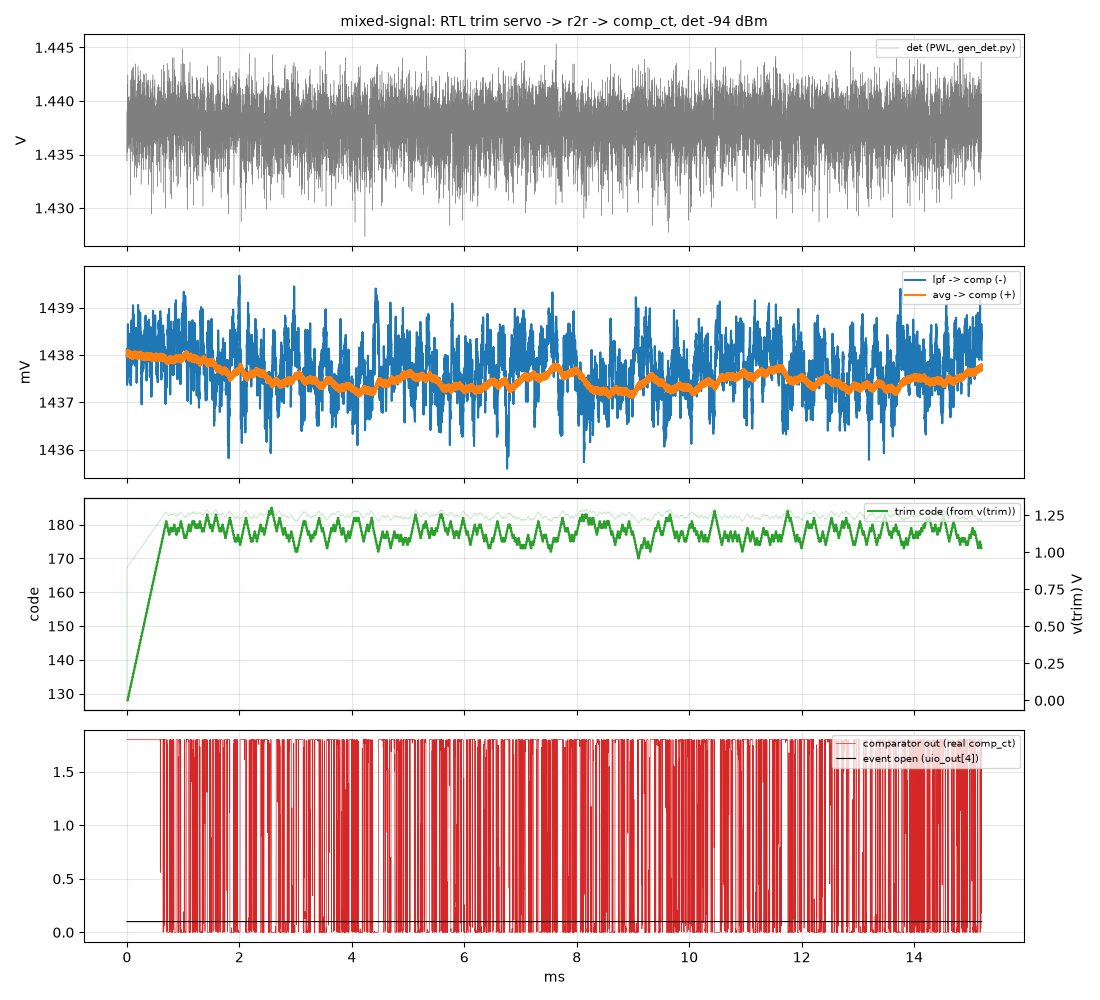 mixed-signal: RTL trim servo -> r2r -> comp_ct, det -94 dBm
1.445
1.440
1.435
1.430
V
det (PWL, gen_det.py)
1439
1438
1437
1436
mV
lpf -> comp (-)
avg -> comp (+)
180
170
160
150
140
130
code
trim code (from v(trim))
1.25
1.00
0.75
0.50
0.25
0.00
v(trim) V
1.5
1.0
0.5
0.0
comparator out (real comp_ct)
event open (uio_out[4])
0 2 4 6 8 10 12 14
ms